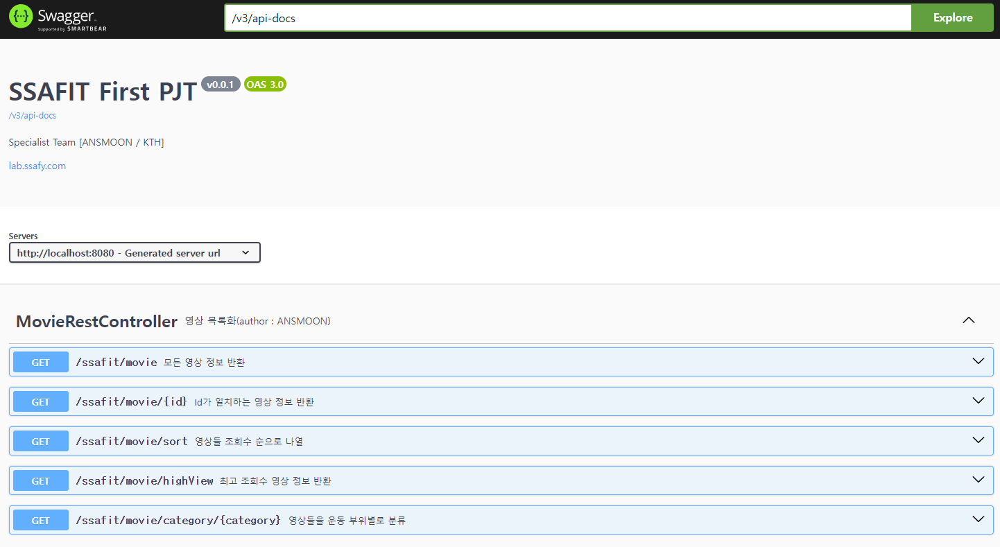 Swagger
Supported by SMARTBEAR
/v3/api-docs
Explore
SSAFIT First PJT v0.0.1 OAS 3.0
/v3/api-docs
Specialist Team [ANSMOON / KTH]
lab.ssafy.com
Servers
http://localhost:8080 - Generated server url
MovieRestController 영상 목록화(author : ANSMOON)
GET /ssafit/movie 모든 영상 정보 반환
GET /ssafit/movie/{id} Id가 일치하는 영상 정보 반환
GET /ssafit/movie/sort 영상들 조회수 순으로 나열
GET /ssafit/movie/highView 최고 조회수 영상 정보 반환
GET /ssafit/movie/category/{category} 영상들을 운동 부위별로 분류